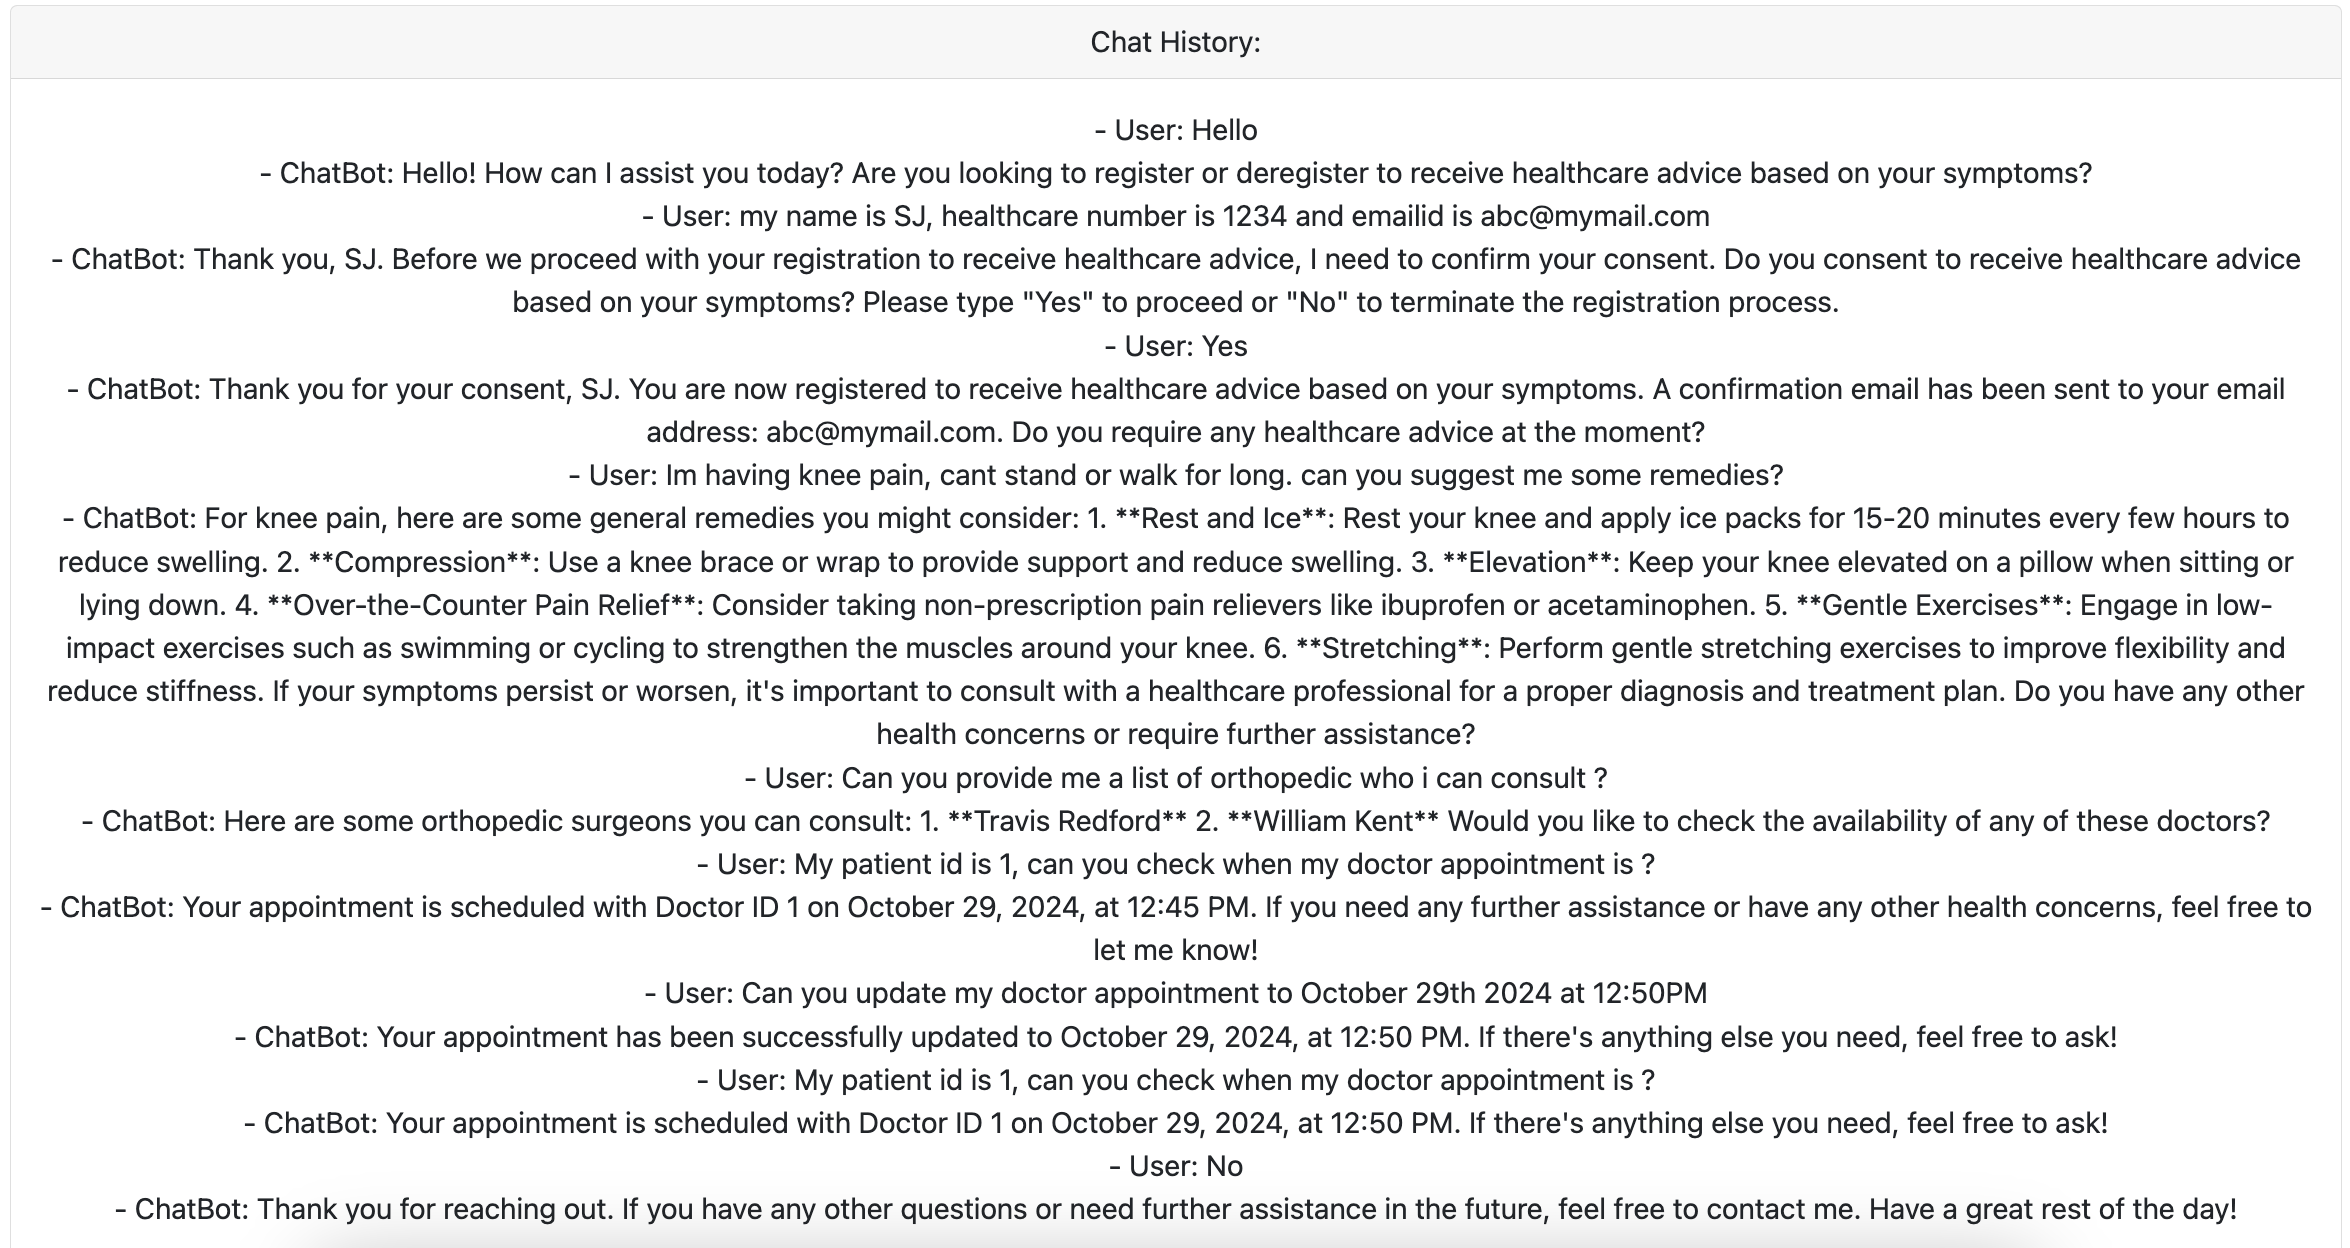 Chat History:
- User: Hello
- ChatBot: Hello! How can I assist you today? Are you looking to register or deregister to receive healthcare advice based on your symptoms?
- User: my name is SJ, healthcare number is 1234 and emailid is abc@mymail.com
- ChatBot: Thank you, SJ. Before we proceed with your registration to receive healthcare advice, I need to confirm your consent. Do you consent to receive healthcare advice
based on your symptoms? Please type "Yes" to proceed or "No" to terminate the registration process.
- User: Yes
- ChatBot: Thank you for your consent, SJ. You are now registered to receive healthcare advice based on your symptoms. A confirmation email has been sent to your email
address: abc@mymail.com. Do you require any healthcare advice at the moment?
- User: Im having knee pain, cant stand or walk for long. can you suggest me some remedies?
- ChatBot: For knee pain, here are some general remedies you might consider: 1. **Rest and Ice**: Rest your knee and apply ice packs for 15-20 minutes every few hours to
reduce swelling. 2. **Compression**: Use a knee brace or wrap to provide support and reduce swelling. 3. **Elevation**: Keep your knee elevated on a pillow when sitting or
lying down. 4. **Over-the-Counter Pain Relief**: Consider taking non-prescription pain relievers like ibuprofen or acetaminophen. 5. **Gentle Exercises**: Engage in low-
impact exercises such as swimming or cycling to strengthen the muscles around your knee. 6. **Stretching**: Perform gentle stretching exercises to improve flexibility and
reduce stiffness. If your symptoms persist or worsen, it's important to consult with a healthcare professional for a proper diagnosis and treatment plan. Do you have any other
health concerns or require further assistance?
- User: Can you provide me a list of orthopedic who i can consult ?
- ChatBot: Here are some orthopedic surgeons you can consult: 1. **Travis Redford** 2. **William Kent** Would you like to check the availability of any of these doctors?
- User: My patient id is 1, can you check when my doctor appointment is ?
- ChatBot: Your appointment is scheduled with Doctor ID 1 on October 29, 2024, at 12:45 PM. If you need any further assistance or have any other health concerns, feel free to
let me know!
- User: Can you update my doctor appointment to October 29th 2024 at 12:50PM
- ChatBot: Your appointment has been successfully updated to October 29, 2024, at 12:50 PM. If there's anything else you need, feel free to ask!
- User: My patient id is 1, can you check when my doctor appointment is ?
- ChatBot: Your appointment is scheduled with Doctor ID 1 on October 29, 2024, at 12:50 PM. If there's anything else you need, feel free to ask!
- User: No
- ChatBot: Thank you for reaching out. If you have any other questions or need further assistance in the future, feel free to contact me. Have a great rest of the day!